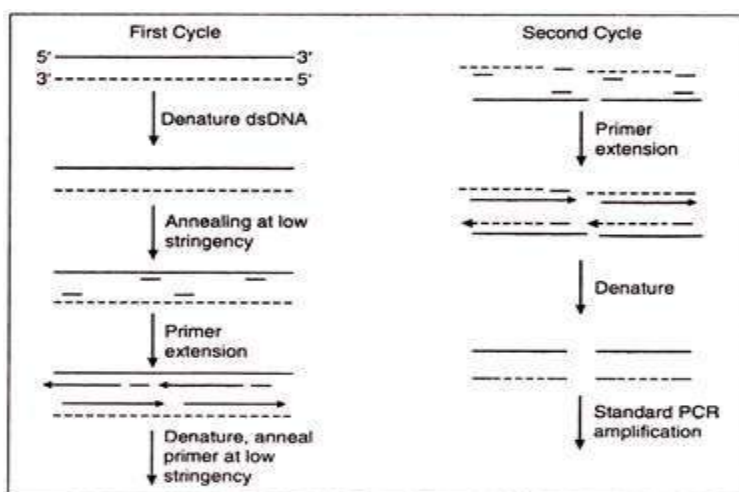 First Cycle
5' 3'
3' 5'
Denature dsDNA
Annealing at low
stringency
Primer
extension
Denature, anneal
primer at low
stringency
Second Cycle
Primer
extension
Denature
Standard PCR
amplification